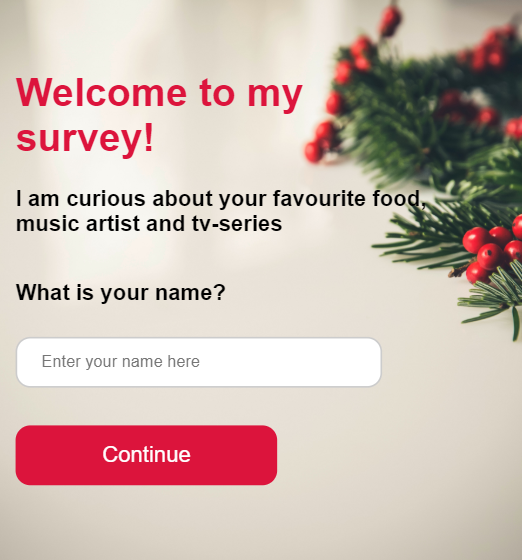 Welcome to my
survey!
I am curious about your favourite food,
music artist and tv-series
What is your name?
Enter your name here
Continue